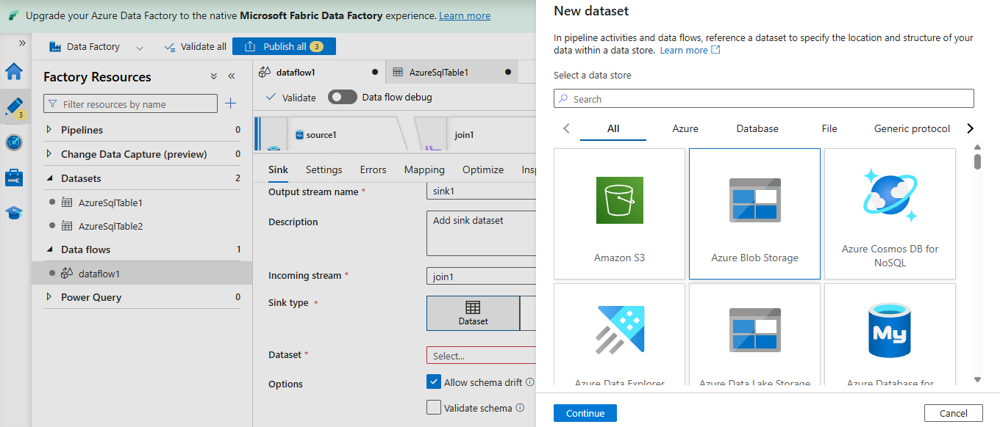 Upgrade your Azure Data Factory to the native Microsoft Fabric Data Factory experience. Learn more
Data Factory
Validate all
Publish all 3
3
Factory Resources
Filter resources by name
Pipelines 0
Change Data Capture (preview) 0
Datasets 2
AzureSqlTable1
AzureSqlTable2
Data flows 1
dataflow1
Power Query 0
dataflow1
AzureSqlTable1
Validate
Data flow debug
source1
join1
Sink Settings Errors Mapping Optimize Insp
Output stream name * sink1
Description Add sink dataset
Incoming stream * join1
Sink type *
Dataset
Dataset * Select...
Options
Allow schema drift
Validate schema
New dataset
In pipeline activities and data flows, reference a dataset to specify the location and structure of your
data within a data store. Learn more
Select a data store
Search
All Azure Database File Generic protocol
Amazon S3
Azure Blob Storage
Azure Cosmos DB for
NoSQL
My
Azure Data Explorer
Azure Data Lake Storage
Azure Database for
Continue
Cancel